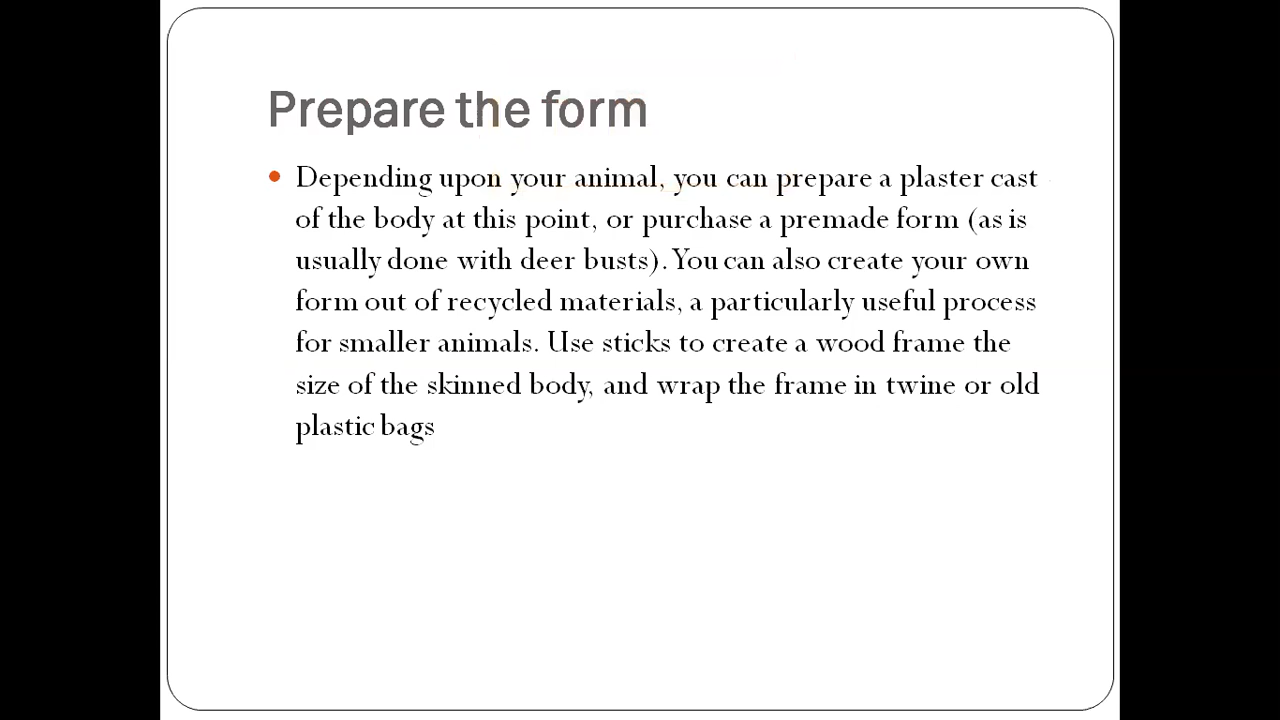 Prepare the form
• Depending upon your animal, you can prepare a plaster cast
of the body at this point, or purchase a premade form (as is
usually done with deer busts). You can also create your own
form out of recycled materials, a particularly useful process
for smaller animals. Use sticks to create a wood frame the
size of the skinned body, and wrap the frame in twine or old
plastic bags